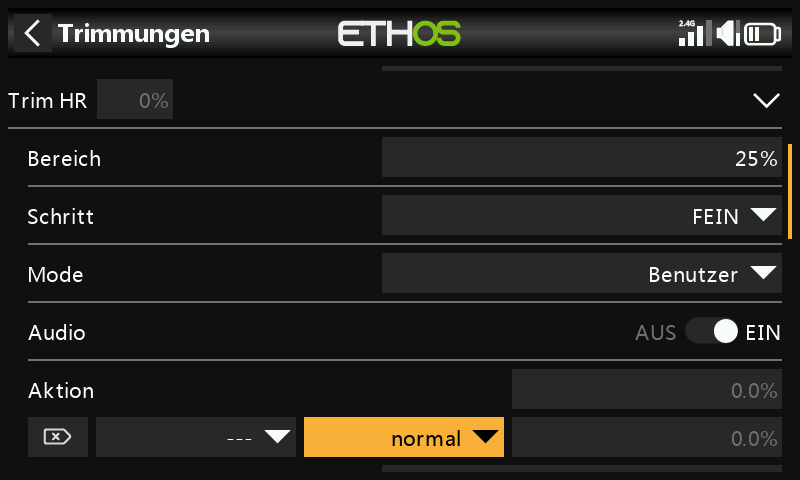 Trimmungen
ETHOS
2.4G
Trim HR 0%
Bereich 25%
Schritt FEIN
Mode Benutzer
Audio AUS EIN
Aktion 0.0%
--- normal 0.0%